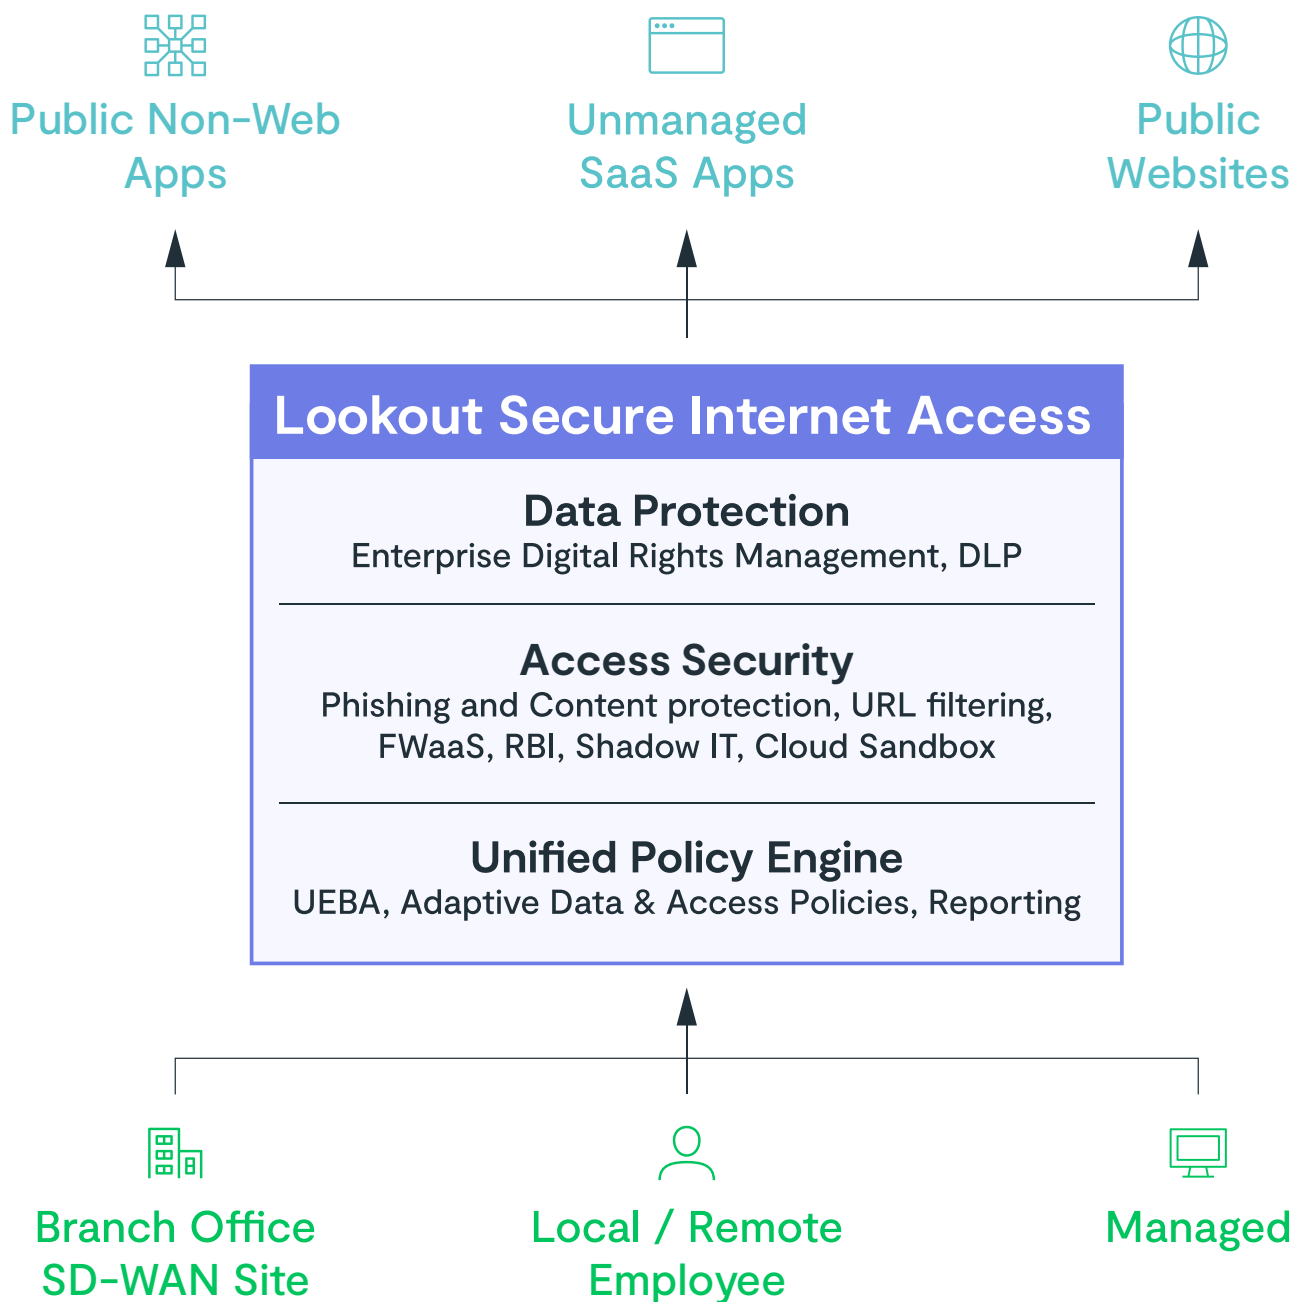 Public Non-Web
Apps
Unmanaged
SaaS Apps
Public
Websites
Lookout Secure Internet Access
Data Protection
Enterprise Digital Rights Management, DLP
Access Security
Phishing and Content protection, URL filtering,
FWaaS, RBI, Shadow IT, Cloud Sandbox
Unified Policy Engine
UEBA, Adaptive Data & Access Policies, Reporting
Branch Office
SD-WAN Site
Local / Remote
Employee
Managed